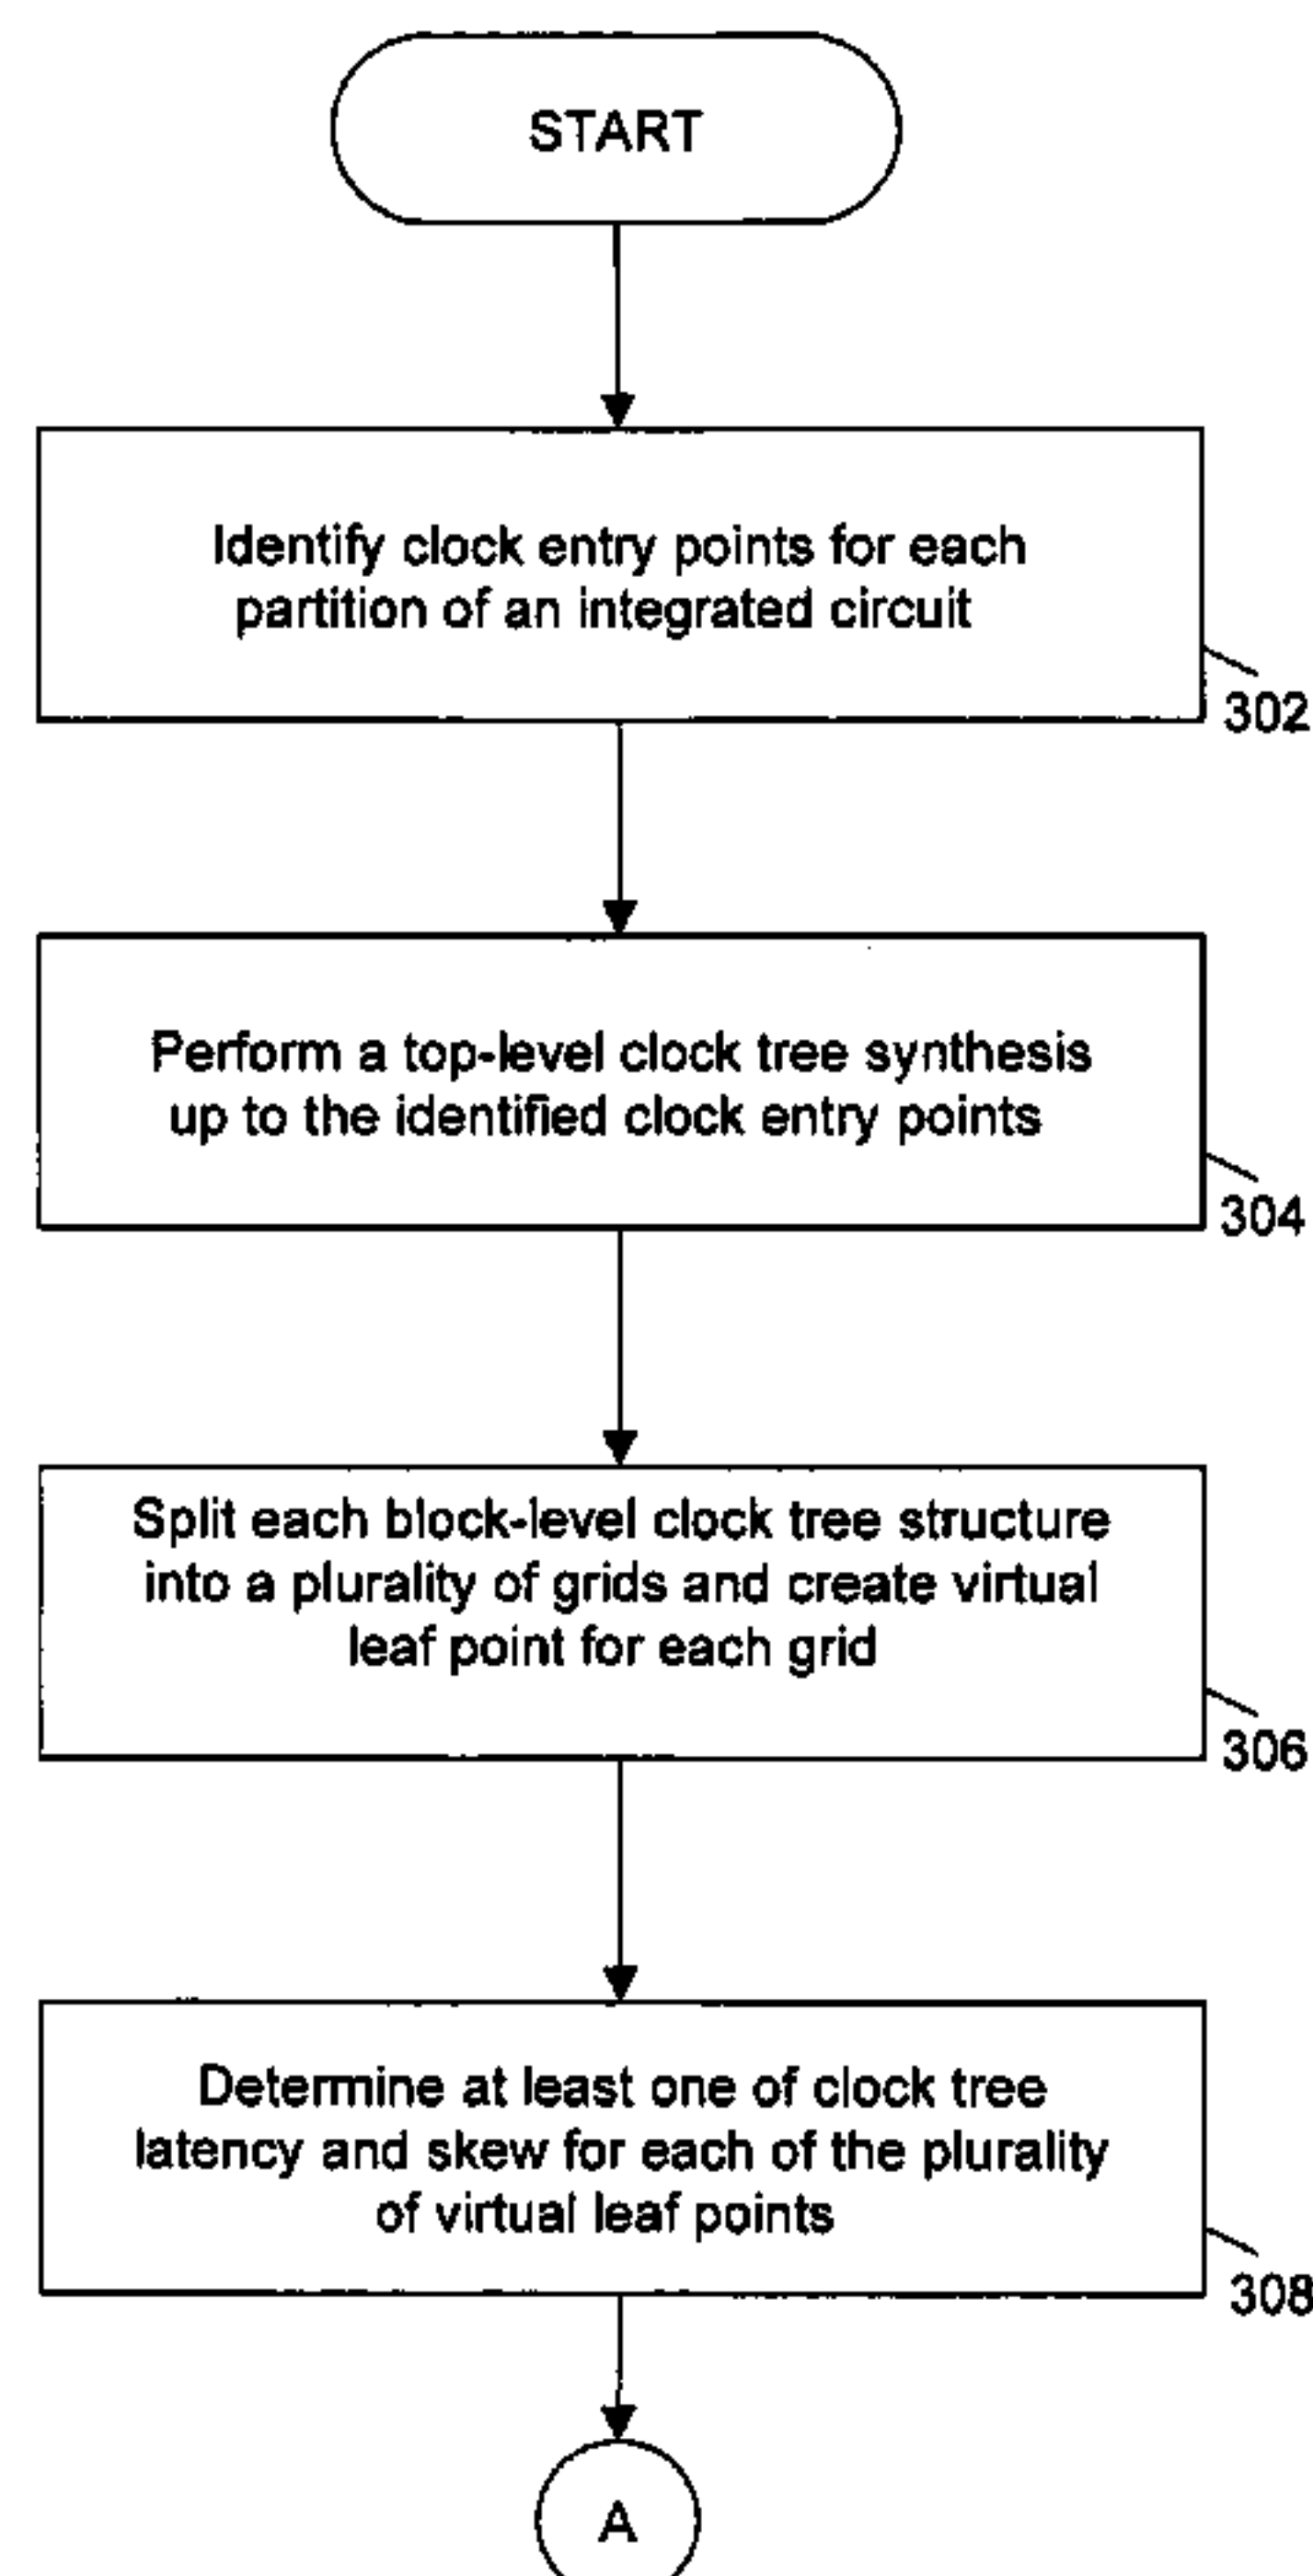 START
Identify clock entry points for each
partition of an integrated circuit
302
Perform a top-level clock tree synthesis
up to the identified clock entry points
304
Split each block-level clock tree structure
into a plurality of grids and create virtual
leaf point for each grid
306
Determine at least one of clock tree
latency and skew for each of the plurality
of virtual leaf points
308
A